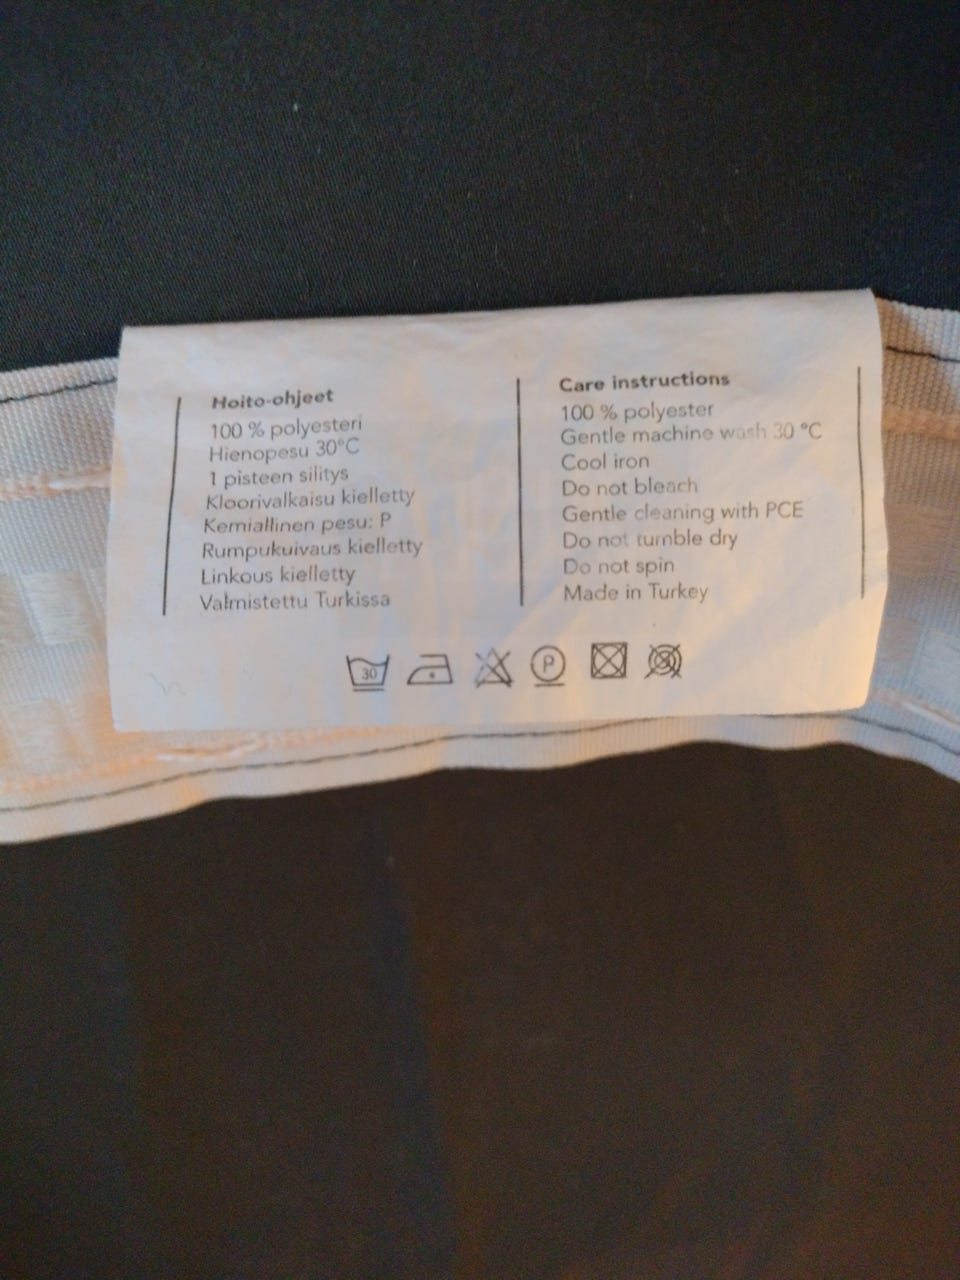 Hoito-ohjeet
100 % polyesteri
Hienopesu 30°C
1 pisteen silitys
Kloorivalkaisu kielletty
Kemiallinen pesu: P
Rumpukuivaus kielletty
Linkous kielletty
Valmistettu Turkissa
Care instructions
100 % polyester
Gentle machine wash 30 °C
Cool iron
Do not bleach
Gentle cleaning with PCE
Do not tumble dry
Do not spin
Made in Turkey
30 P